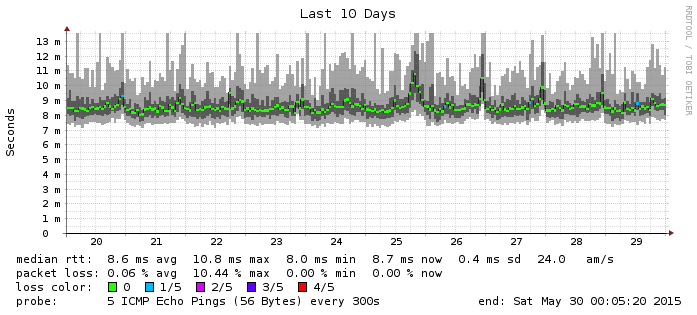 Last 10 Days
RRDTOOL / TOBI OETIKER
Seconds
13 m
12 m
11 m
10 m
9 m
8 m
7 m
6 m
5 m
4 m
3 m
2 m
1 m
0
20 21 22 23 24 25 26 27 28 29
median rtt: 8.6 ms avg 10.8 ms max 8.0 ms min 8.7 ms now 0.4 ms sd 24.0 am/s
packet loss: 0.06 % avg 10.44 % max 0.00 % min 0.00 % now
loss color: 0 1/5 2/5 3/5 4/5
probe: 5 ICMP Echo Pings (56 Bytes) every 300s end: Sat May 30 00:05:20 2015